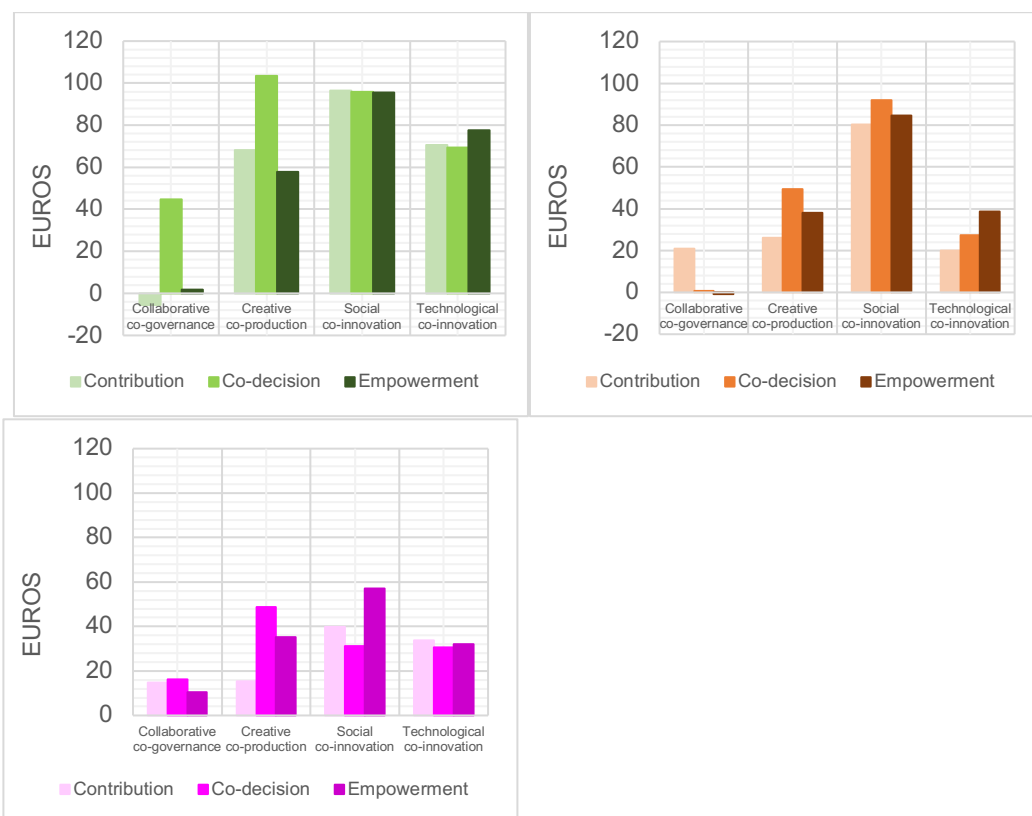 120
100
80
60
40
20
0
-20
EUROS
Collaborative co-governance
Creative co-production
Social co-innovation
Technological co-innovation
Contribution Co-decision Empowerment
120
100
80
60
40
20
0
-20
EUROS
Collaborative co-governance
Creative co-production
Social co-innovation
Technological co-innovation
Contribution Co-decision Empowerment
120
100
80
60
40
20
0
EUROS
Collaborative co-governance
Creative co-production
Social co-innovation
Technological co-innovation
Contribution Co-decision Empowerment